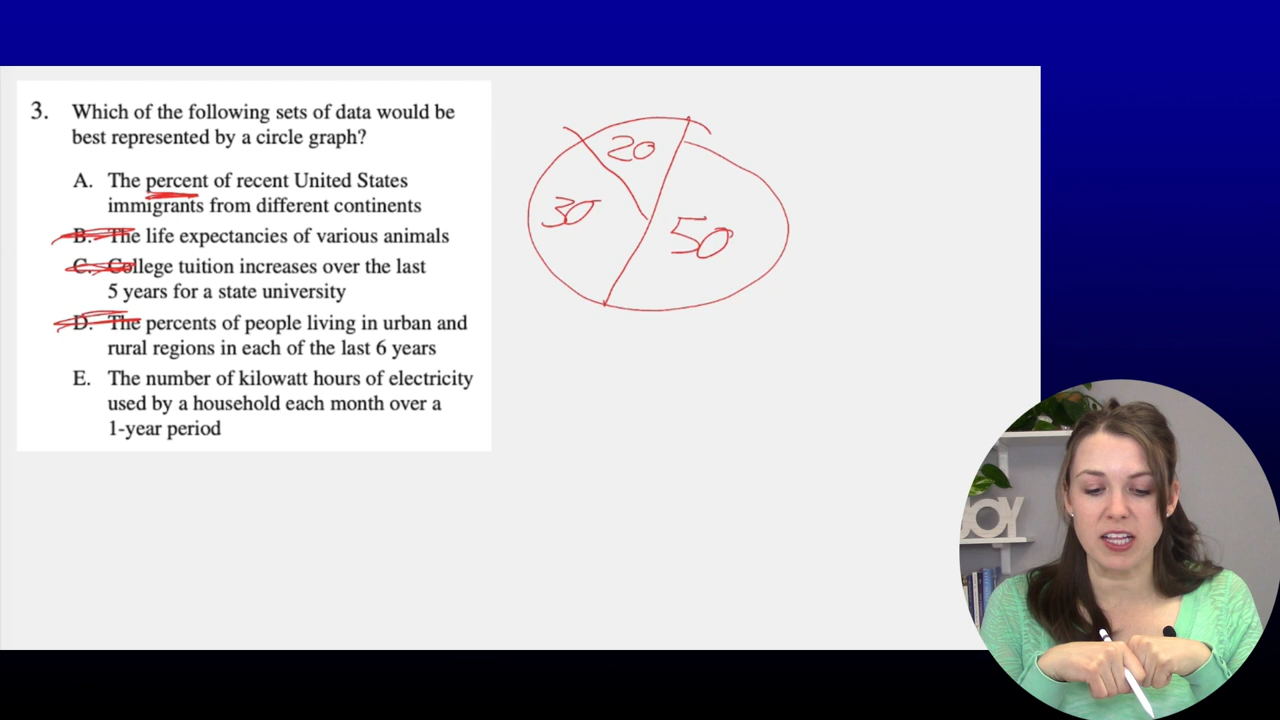 3. Which of the following sets of data would be
best represented by a circle graph?
A. The percent of recent United States
immigrants from different continents
B. The life expectancies of various animals
C. College tuition increases over the last
5 years for a state university
D. The percents of people living in urban and
rural regions in each of the last 6 years
E. The number of kilowatt hours of electricity
used by a household each month over a
1-year period
20
30
50
JOY